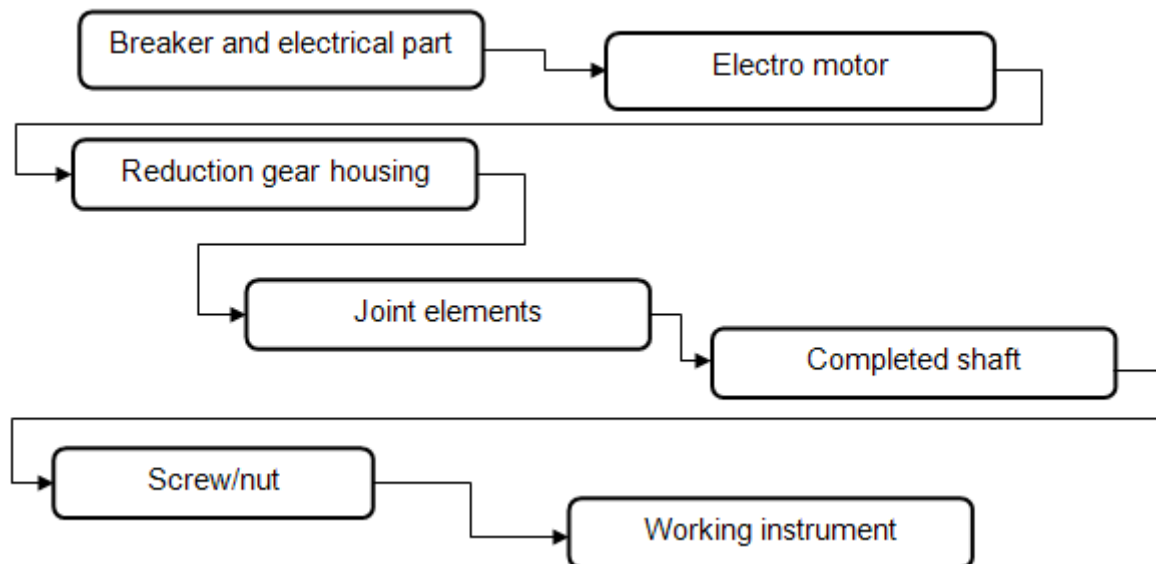 Breaker and electrical part
Electro motor
Reduction gear housing
Joint elements
Completed shaft
Screw/nut
Working instrument